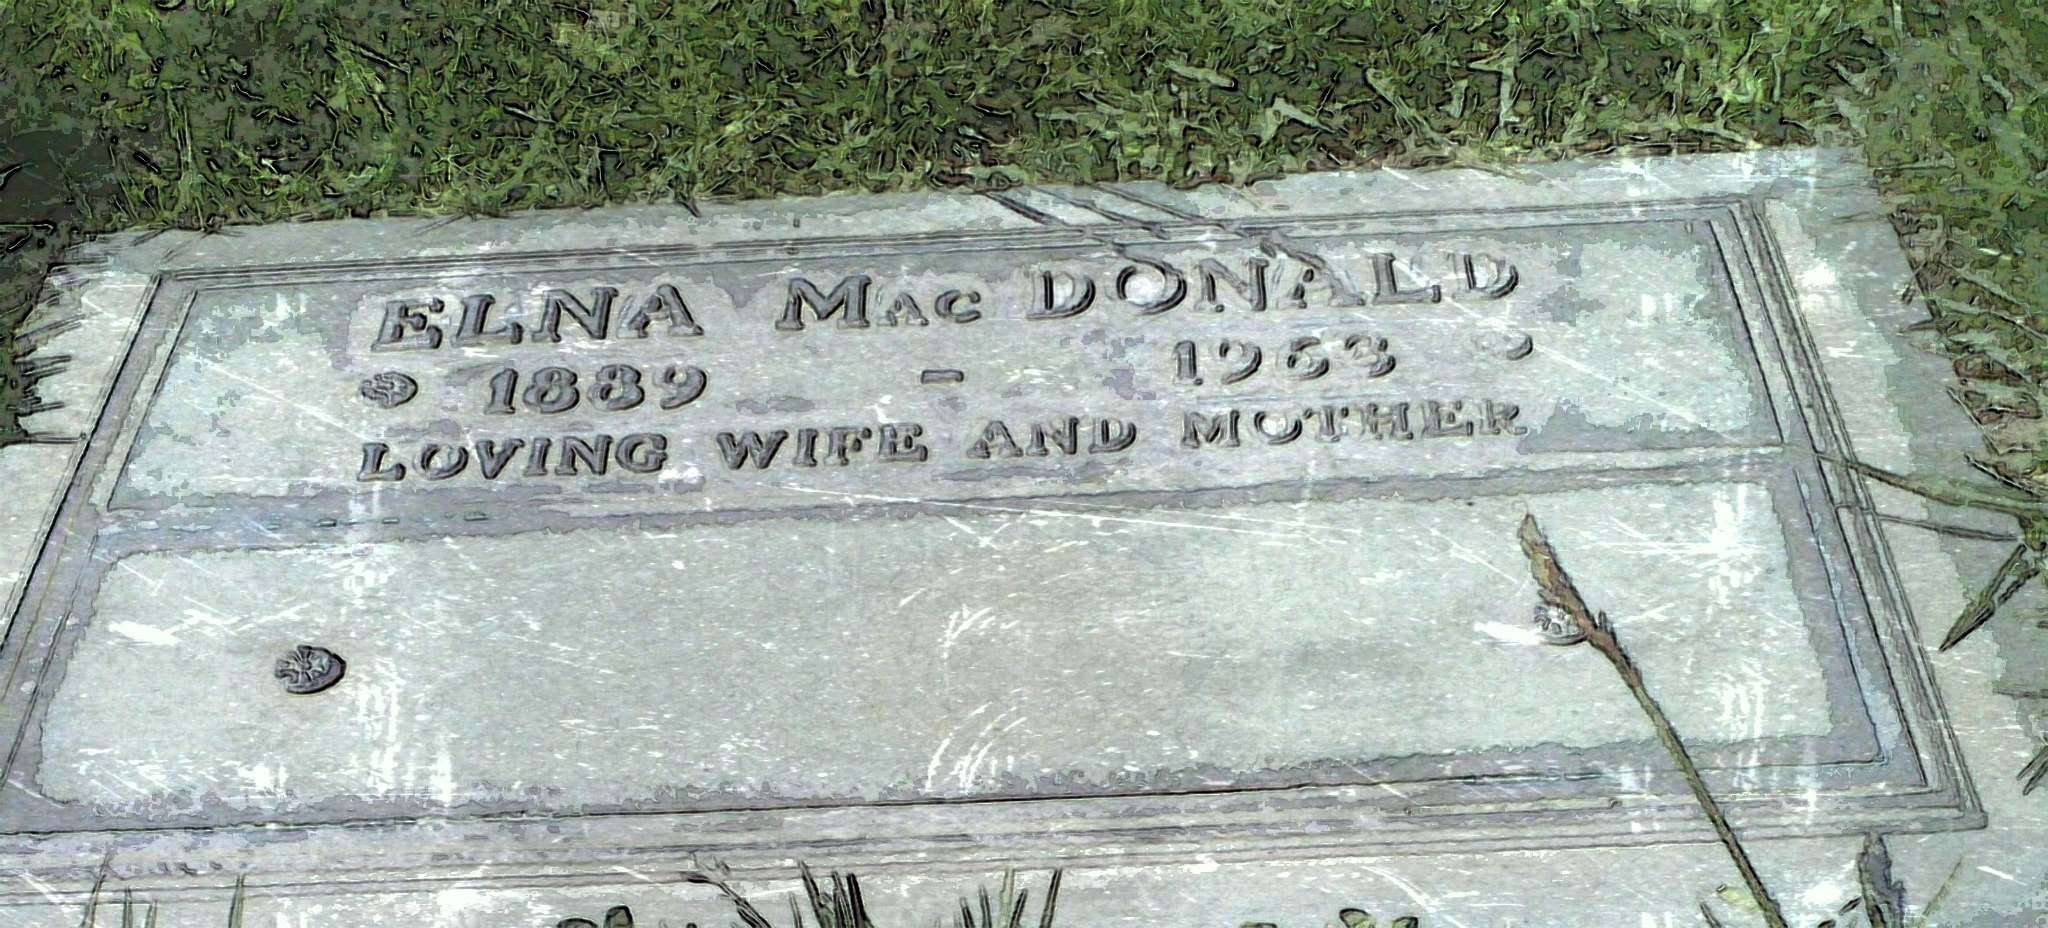 ELNA MAC DONALD
1889 - 1963
LOVING WIFE AND MOTHER